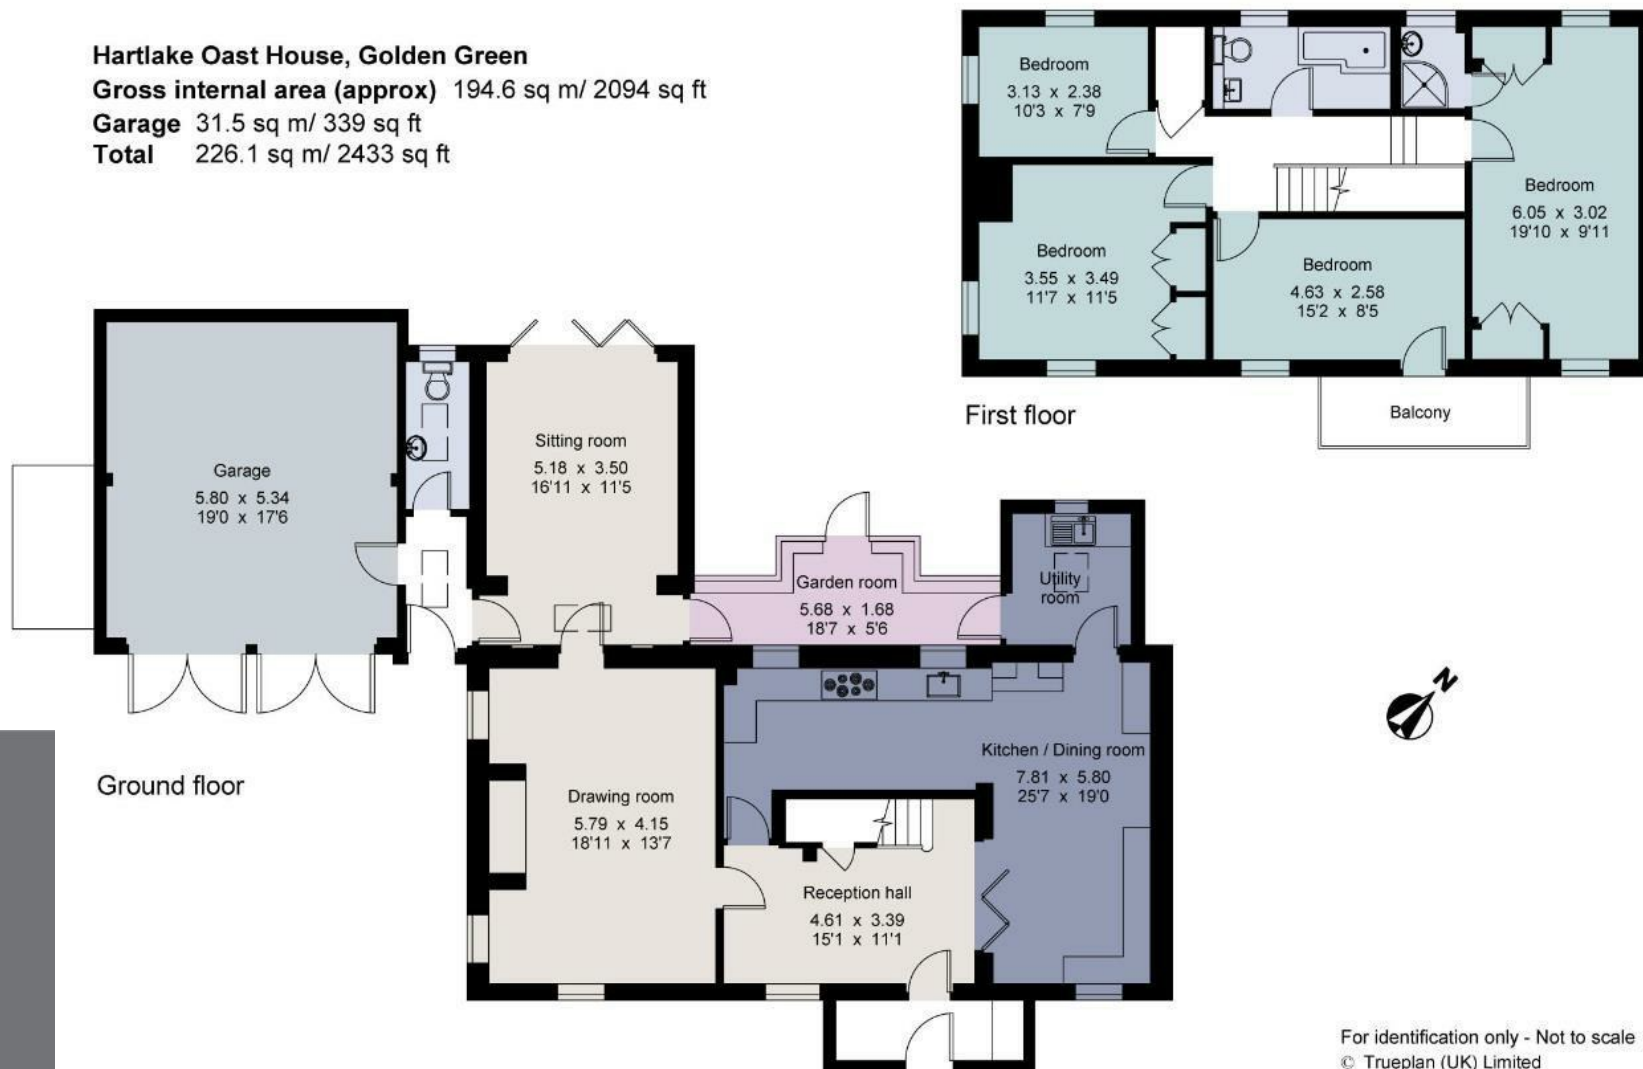 Hartlake Oast House, Golden Green
Gross internal area (approx) 194.6 sq m/ 2094 sq ft
Garage 31.5 sq m/ 339 sq ft
Total 226.1 sq m/ 2433 sq ft
Bedroom
3.13 x 2.38
10'3 x 7'9
Bedroom
6.05 x 3.02
19'10 x 9'11
Bedroom
3.55 x 3.49
11'7 x 11'5
Bedroom
4.63 x 2.58
15'2 x 8'5
First floor
Balcony
Garage
5.80 x 5.34
19'0 x 17'6
Sitting room
5.18 x 3.50
16'11 x 11'5
Garden room
5.68 x 1.68
18'7 x 5'6
Utility
room
N
Ground floor
Drawing room
5.79 x 4.15
18'11 x 13'7
Kitchen / Dining room
7.81 x 5.80
25'7 x 19'0
Reception hall
4.61 x 3.39
15'1 x 11'1
For identification only - Not to scale
© Trueplan (UK) Limited